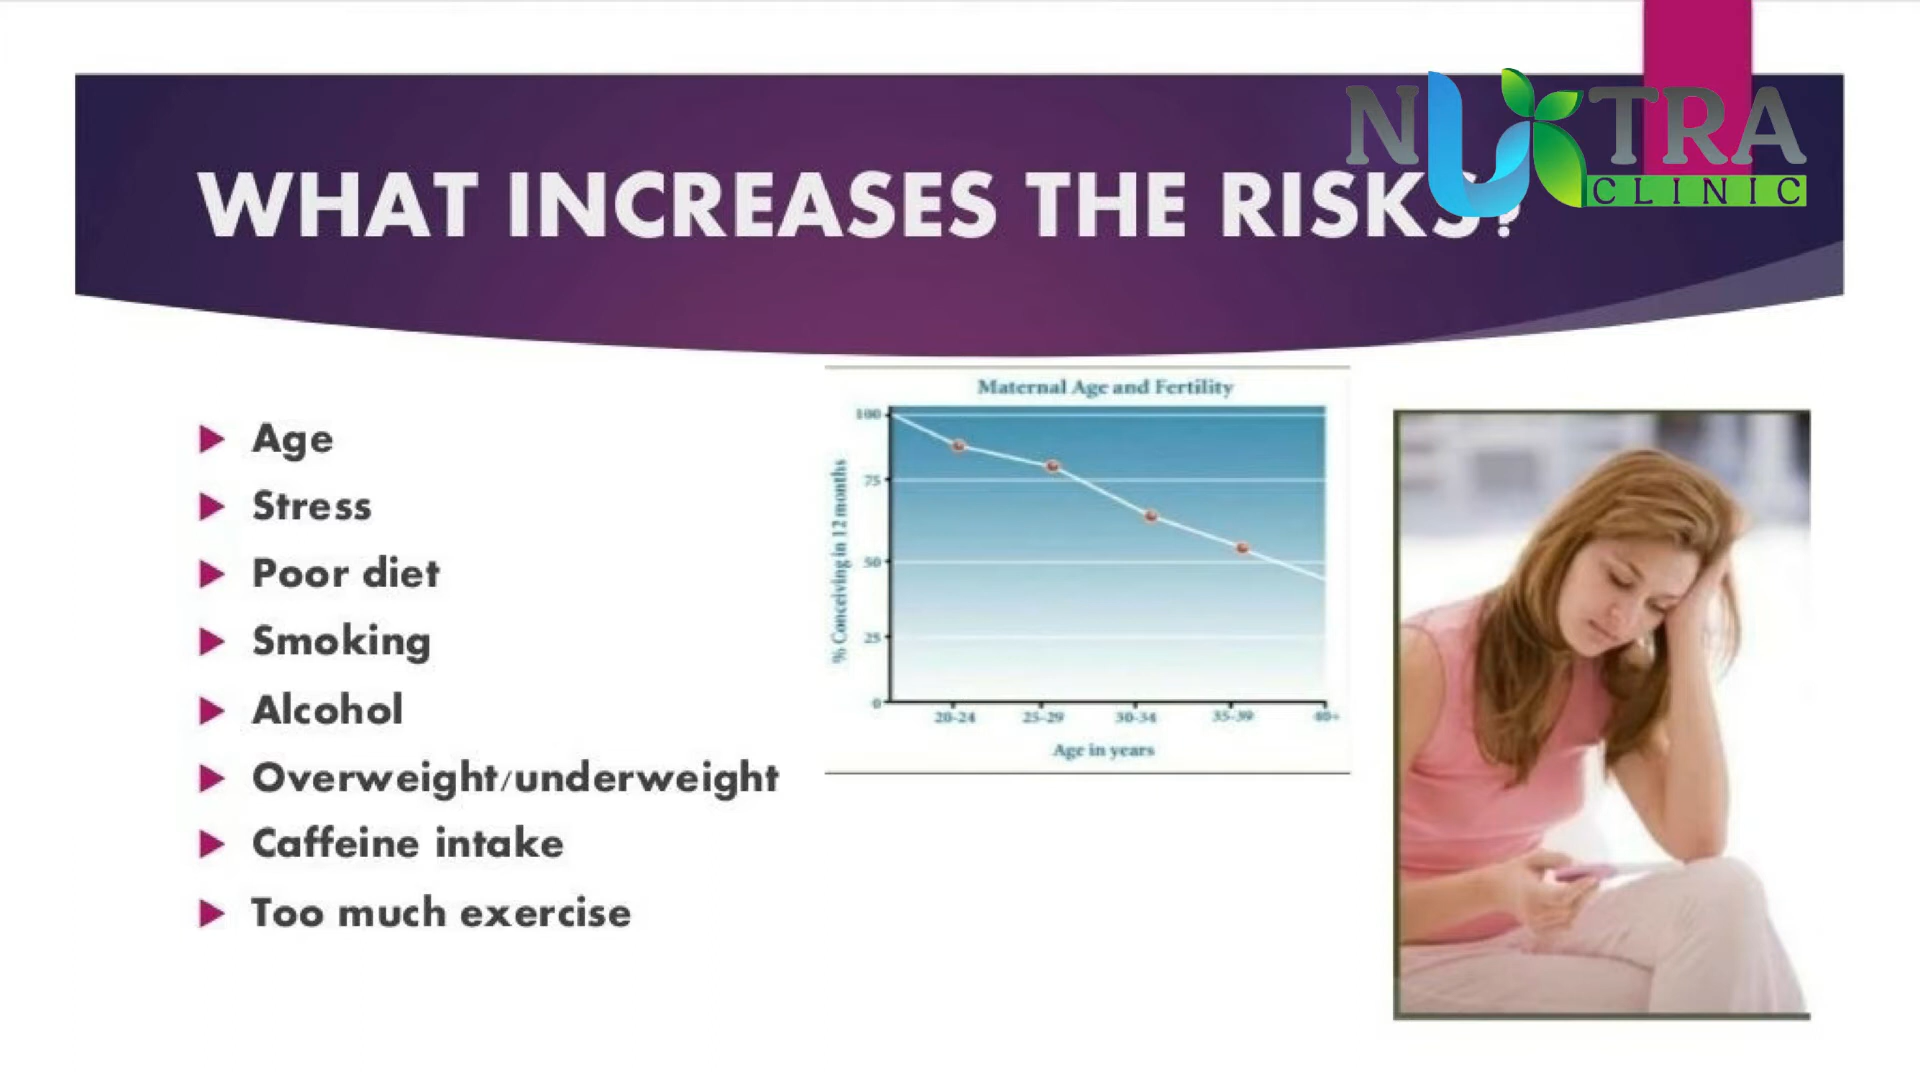 WHAT INCREASES THE RISKS?
NUTRA
CLINIC
Age
Stress
Poor diet
Smoking
Alcohol
Overweight/underweight
Caffeine intake
Too much exercise
Maternal Age and Fertility
% Conceiving in 12 months
100
75
50
25
0
20-24 25-29 30-34 35-39 40+
Age in years